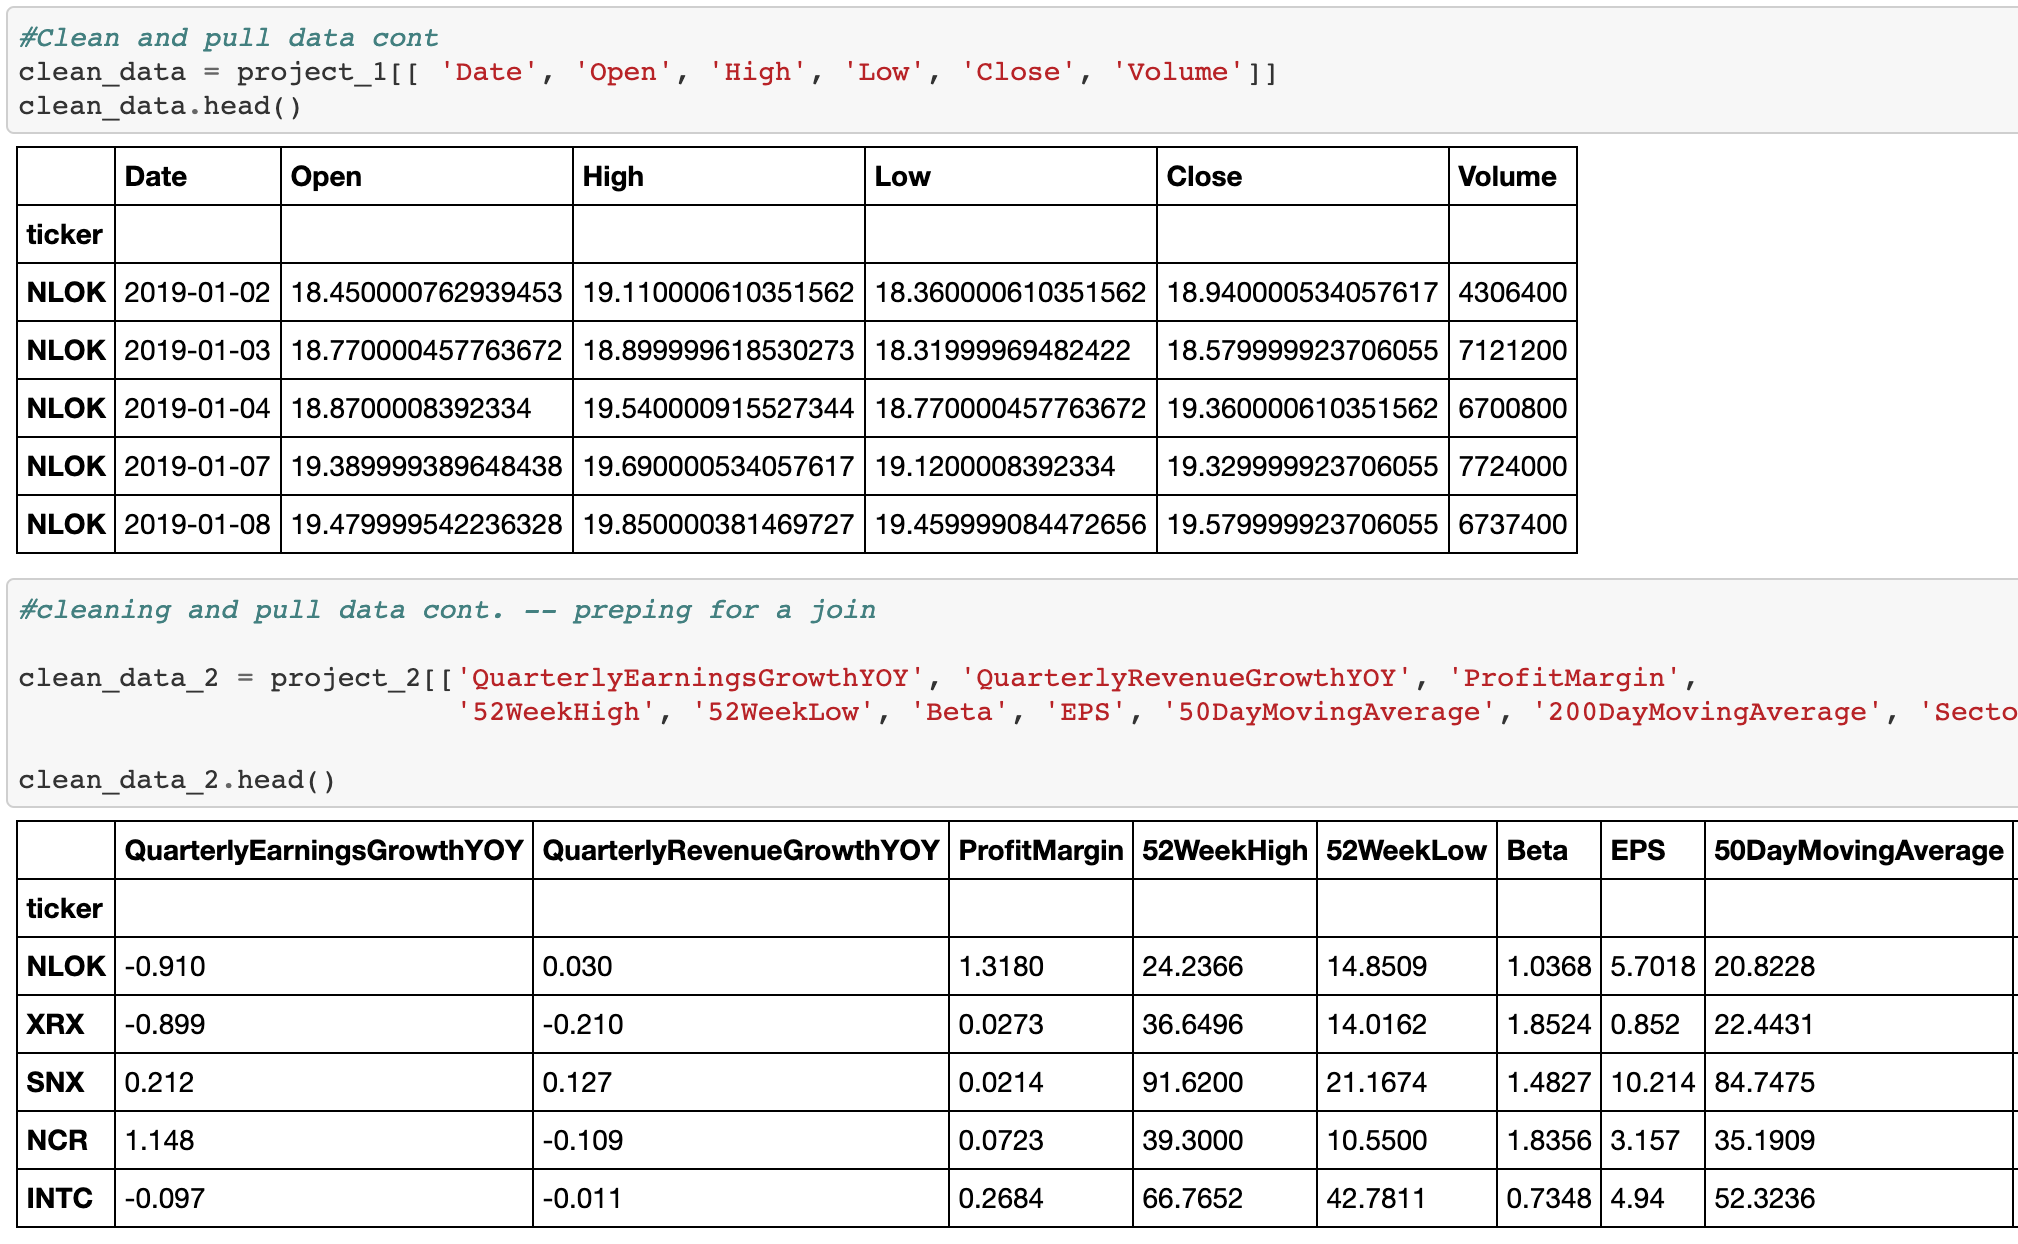 #Clean and pull data cont
clean_data = project_1[[ 'Date', 'Open', 'High', 'Low', 'Close', 'Volume']]
clean_data.head()
Date Open High Low Close Volume
ticker
NLOK 2019-01-02 18.450000762939453 19.110000610351562 18.360000610351562 18.940000534057617 4306400
NLOK 2019-01-03 18.770000457763672 18.899999618530273 18.31999969482422 18.579999923706055 7121200
NLOK 2019-01-04 18.8700008392334 19.540000915527344 18.770000457763672 19.360000610351562 6700800
NLOK 2019-01-07 19.389999389648438 19.690000534057617 19.1200008392334 19.329999923706055 7724000
NLOK 2019-01-08 19.479999542236328 19.850000381469727 19.459999084472656 19.579999923706055 6737400
#cleaning and pull data cont. -- preping for a join
clean_data_2 = project_2[['QuarterlyEarningsGrowthYOY', 'QuarterlyRevenueGrowthYOY', 'ProfitMargin',
'52WeekHigh', '52WeekLow', 'Beta', 'EPS', '50DayMovingAverage', '200DayMovingAverage', 'Secto
clean_data_2.head()
QuarterlyEarningsGrowthYOY QuarterlyRevenueGrowthYOY ProfitMargin 52WeekHigh 52WeekLow Beta EPS 50DayMovingAverage
ticker
NLOK -0.910 0.030 1.3180 24.2366 14.8509 1.0368 5.7018 20.8228
XRX -0.899 -0.210 0.0273 36.6496 14.0162 1.8524 0.852 22.4431
SNX 0.212 0.127 0.0214 91.6200 21.1674 1.4827 10.214 84.7475
NCR 1.148 -0.109 0.0723 39.3000 10.5500 1.8356 3.157 35.1909
INTC -0.097 -0.011 0.2684 66.7652 42.7811 0.7348 4.94 52.3236